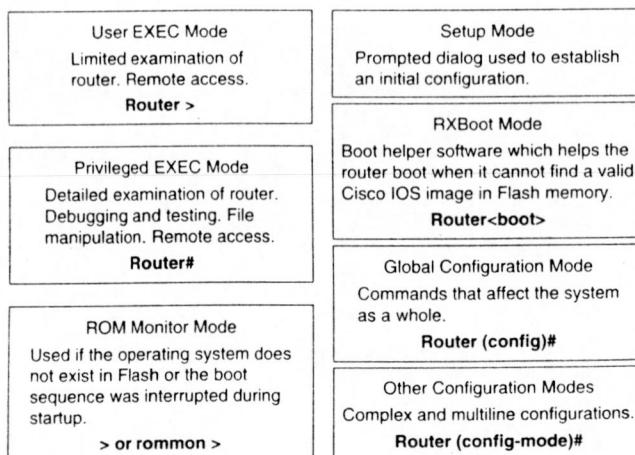 User EXEC Mode
Limited examination of
router. Remote access.
Router >
Privileged EXEC Mode
Detailed examination of router.
Debugging and testing. File
manipulation. Remote access.
Router#
ROM Monitor Mode
Used if the operating system does
not exist in Flash or the boot
sequence was interrupted during
startup.
> or rommon >
Setup Mode
Prompted dialog used to establish
an initial configuration.
RXBoot Mode
Boot helper software which helps the
router boot when it cannot find a valid
Cisco IOS image in Flash memory.
Router<boot>
Global Configuration Mode
Commands that affect the system
as a whole.
Router (config)#
Other Configuration Modes
Complex and multiline configurations.
Router (config-mode)#